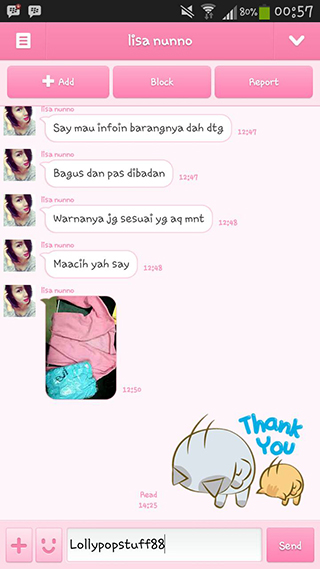 80% 00:57
lisa nunno
Add
Block
Report
lisa nunno
Say mau infoin barangnya dah dtg
12:47
lisa nunno
Bagus dan pas dibadan
12:47
lisa nunno
Warnanya jg sesuai yg aq mnt
12:48
lisa nunno
Maacih yah say
12:48
lisa nunno
12:50
Thank
You
Read
14:25
Lollypopstuff88
Send